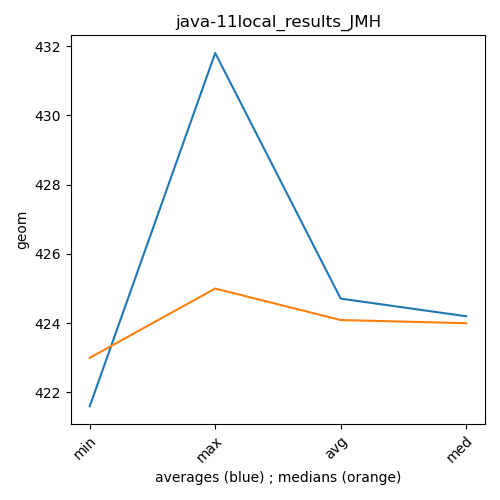 java-11local_results_JMH
432
430
428
426
424
422
geom
min
max
avg
med
averages (blue) ; medians (orange)